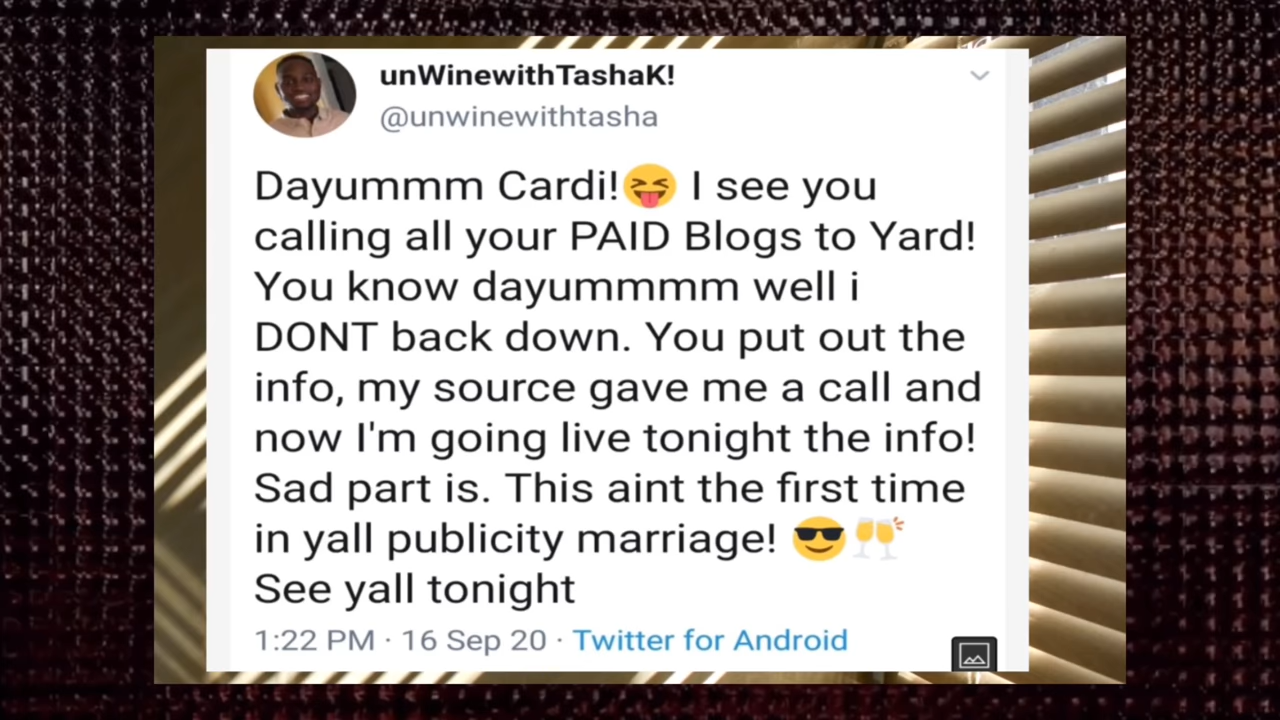 unWinewithTashaK!
@unwinewithtasha
Dayummm Cardi!😝 I see you
calling all your PAID Blogs to Yard!
You know dayummmm well i
DONT back down. You put out the
info, my source gave me a call and
now I'm going live tonight the info!
Sad part is. This aint the first time
in yall publicity marriage! 😎🥂
See yall tonight
1:22 PM · 16 Sep 20 · Twitter for Android